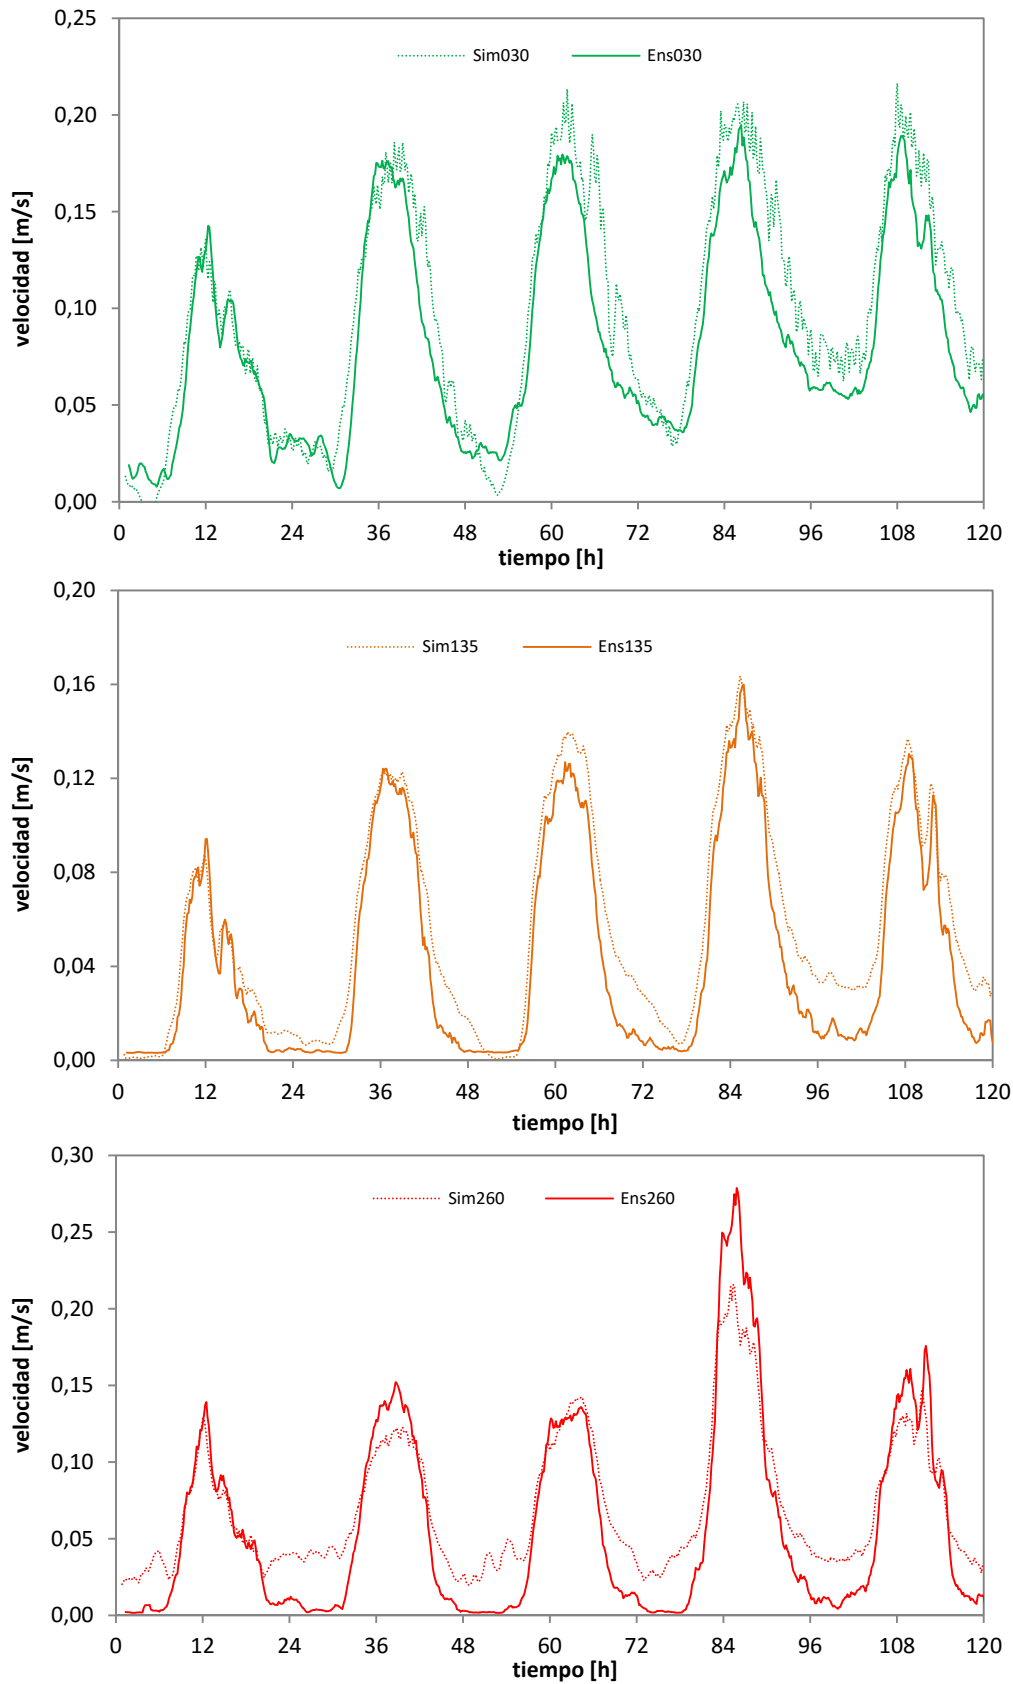 0,25
Sim030 Ens030
0,20
0,15
velocidad [m/s]
0,10
0,05
0,00
0 12 24 36 48 60 72 84 96 108 120
tiempo [h]
0,20
Sim135 Ens135
0,16
0,12
velocidad [m/s]
0,08
0,04
0,00
0 12 24 36 48 60 72 84 96 108 120
tiempo [h]
0,30
Sim260 Ens260
0,25
0,20
velocidad [m/s]
0,15
0,10
0,05
0,00
0 12 24 36 48 60 72 84 96 108 120
tiempo [h]